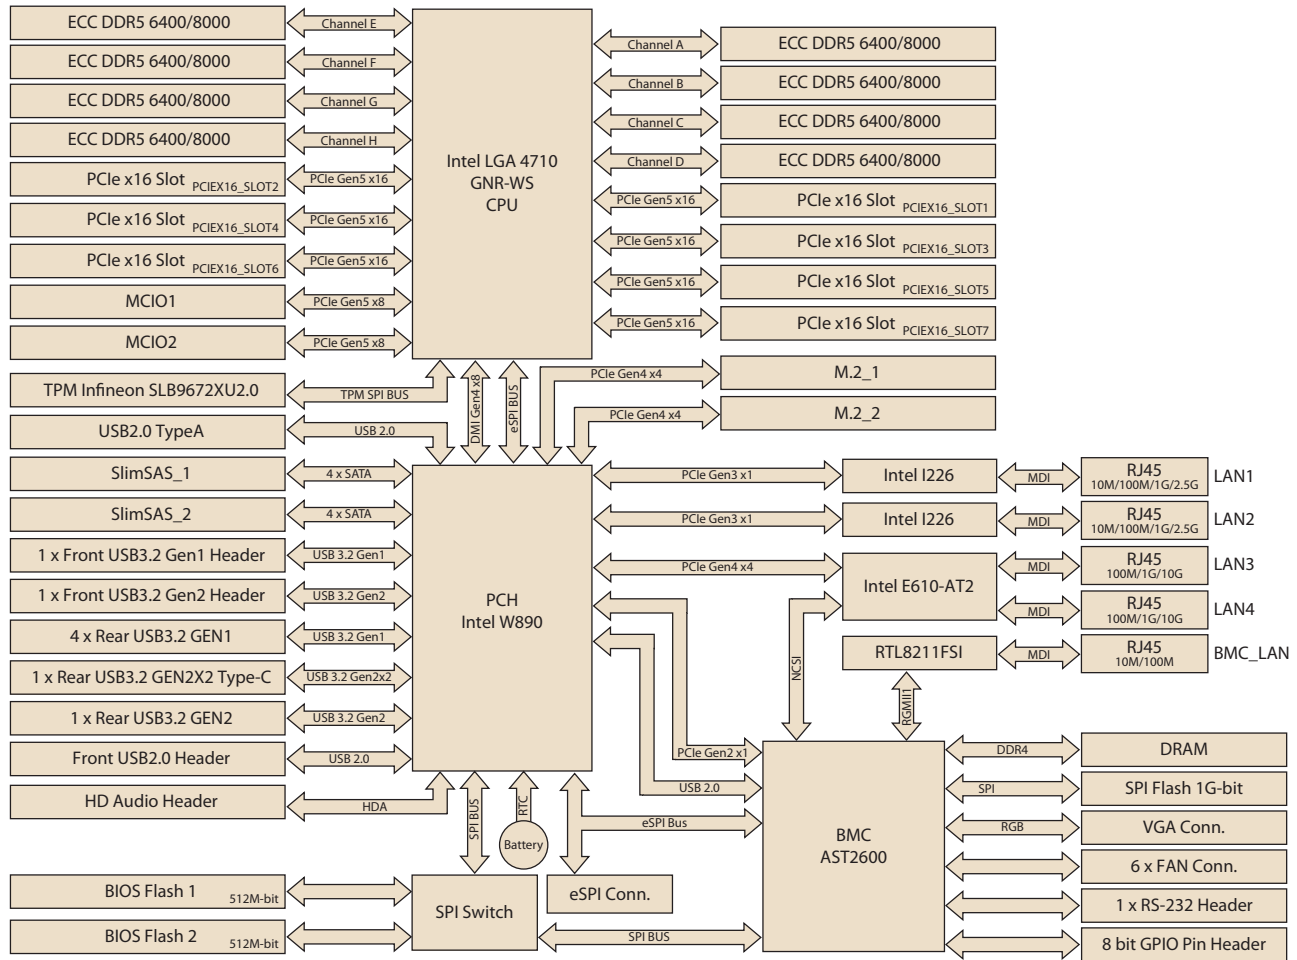 ECC DDR5 6400/8000
Channel E
ECC DDR5 6400/8000
Channel F
ECC DDR5 6400/8000
Channel G
ECC DDR5 6400/8000
Channel H
PCIe x16 Slot PCIEX16_SLOT2
PCIe Gen5 x16
PCIe x16 Slot PCIEX16_SLOT4
PCIe Gen5 x16
PCIe x16 Slot PCIEX16_SLOT6
PCIe Gen5 x16
MCIO1
PCIe Gen5 x8
MCIO2
PCIe Gen5 x8
Intel LGA 4710
GNR-WS
CPU
Channel A
ECC DDR5 6400/8000
Channel B
ECC DDR5 6400/8000
Channel C
ECC DDR5 6400/8000
Channel D
ECC DDR5 6400/8000
PCIe Gen5 x16
PCIe x16 Slot PCIEX16_SLOT1
PCIe Gen5 x16
PCIe x16 Slot PCIEX16_SLOT3
PCIe Gen5 x16
PCIe x16 Slot PCIEX16_SLOT5
PCIe Gen5 x16
PCIe x16 Slot PCIEX16_SLOT7
TPM Infineon SLB9672XU2.0
TPM SPI BUS
USB2.0 TypeA
USB 2.0
DMI Gen4 x8
eSPI BUS
PCIe Gen4 x4
M.2_1
PCIe Gen4 x4
M.2_2
SlimSAS_1
4 x SATA
SlimSAS_2
4 x SATA
1 x Front USB3.2 Gen1 Header
USB 3.2 Gen1
1 x Front USB3.2 Gen2 Header
USB 3.2 Gen2
4 x Rear USB3.2 GEN1
USB 3.2 Gen1
1 x Rear USB3.2 GEN2X2 Type-C
USB 3.2 Gen2x2
1 x Rear USB3.2 GEN2
USB 3.2 Gen2
Front USB2.0 Header
USB 2.0
HD Audio Header
HDA
PCH
Intel W890
PCIe Gen3 x1
Intel I226
MDI
RJ45
10M/100M/1G/2.5G
LAN1
PCIe Gen3 x1
Intel I226
MDI
RJ45
10M/100M/1G/2.5G
LAN2
PCIe Gen4 x4
Intel E610-AT2
MDI
RJ45
100M/1G/10G
LAN3
MDI
RJ45
100M/1G/10G
LAN4
RTL8211FSI
MDI
RJ45
10M/100M
BMC_LAN
NCSI
RGMII1
PCIe Gen2 x1
USB 2.0
SPI BUS
RTC
Battery
eSPI Bus
eSPI Conn.
BMC
AST2600
DDR4
DRAM
SPI
SPI Flash 1G-bit
RGB
VGA Conn.
6 x FAN Conn.
1 x RS-232 Header
8 bit GPIO Pin Header
BIOS Flash 1 512M-bit
BIOS Flash 2 512M-bit
SPI Switch
SPI BUS